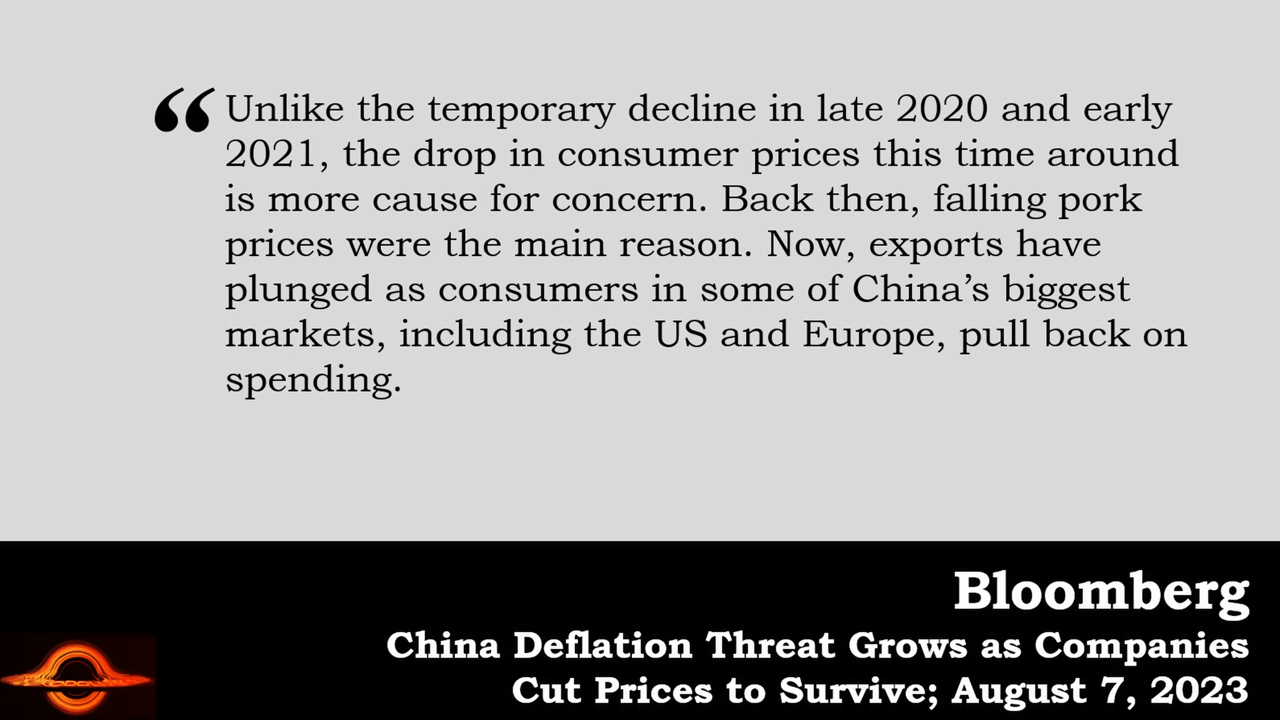 “Unlike the temporary decline in late 2020 and early
2021, the drop in consumer prices this time around
is more cause for concern. Back then, falling pork
prices were the main reason. Now, exports have
plunged as consumers in some of China’s biggest
markets, including the US and Europe, pull back on
spending.
Bloomberg
China Deflation Threat Grows as Companies
Cut Prices to Survive; August 7, 2023